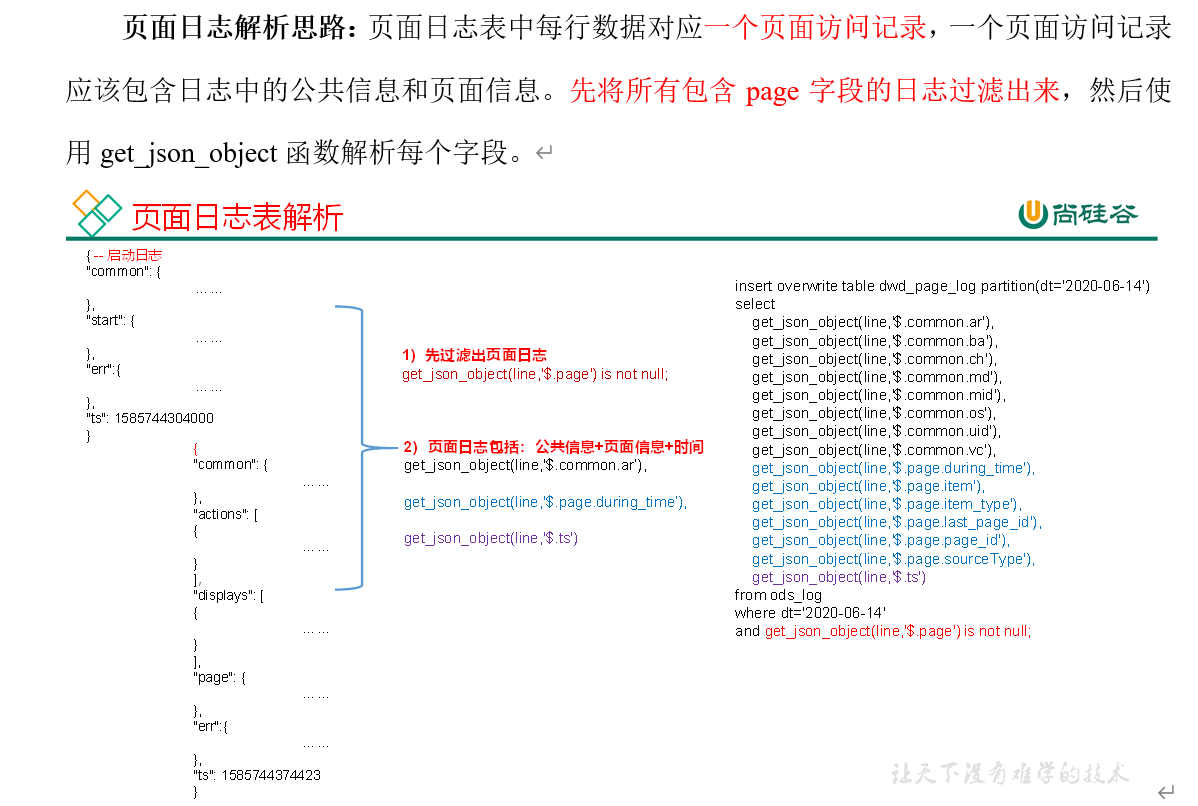 页面日志解析思路：页面日志表中每行数据对应一个页面访问记录，一个页面访问记录
应该包含日志中的公共信息和页面信息。先将所有包含 page 字段的日志过滤出来，然后使
用 get_json_object 函数解析每个字段。↵
页面日志表解析
尚硅谷
{ -- 启动日志
"common": {
... ...
},
"start": {
... ...
},
"err":{
... ...
},
"ts": 1585744304000
}
{
"common": {
... ...
},
"actions": [
{
... ...
}
],
"displays": [
{
... ...
}
],
"page": {
... ...
},
"err":{
... ...
},
"ts": 1585744374423
}
1）先过滤出页面日志
get_json_object(line,'$.page') is not null;
2）页面日志包括：公共信息+页面信息+时间
get_json_object(line,'$.common.ar'),
get_json_object(line,'$.page.during_time'),
get_json_object(line,'$.ts')
insert overwrite table dwd_page_log partition(dt='2020-06-14')
select
get_json_object(line,'$.common.ar'),
get_json_object(line,'$.common.ba'),
get_json_object(line,'$.common.ch'),
get_json_object(line,'$.common.md'),
get_json_object(line,'$.common.mid'),
get_json_object(line,'$.common.os'),
get_json_object(line,'$.common.uid'),
get_json_object(line,'$.common.vc'),
get_json_object(line,'$.page.during_time'),
get_json_object(line,'$.page.item'),
get_json_object(line,'$.page.item_type'),
get_json_object(line,'$.page.last_page_id'),
get_json_object(line,'$.page.page_id'),
get_json_object(line,'$.page.sourceType'),
get_json_object(line,'$.ts')
from ods_log
where dt='2020-06-14'
and get_json_object(line,'$.page') is not null;
让天下没有难学的技术
↵